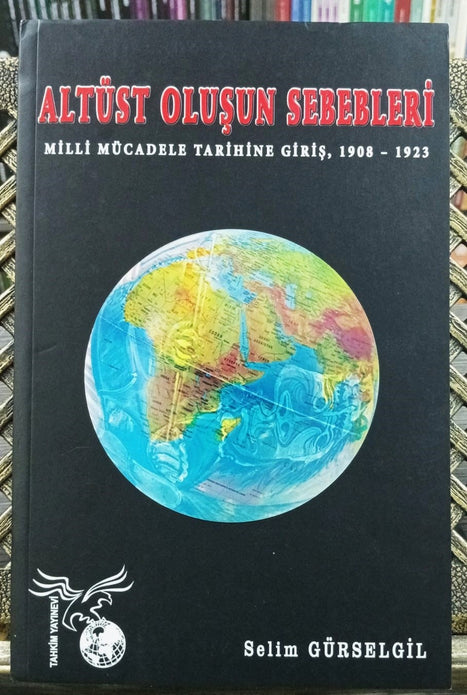 ALTÜST OLUŞUN SEBEBLERİ
MİLLİ MÜCADELE TARİHİNE GİRİŞ, 1908 – 1923
TAHKİM YAYINEVİ
Selim GÜRSELGİL